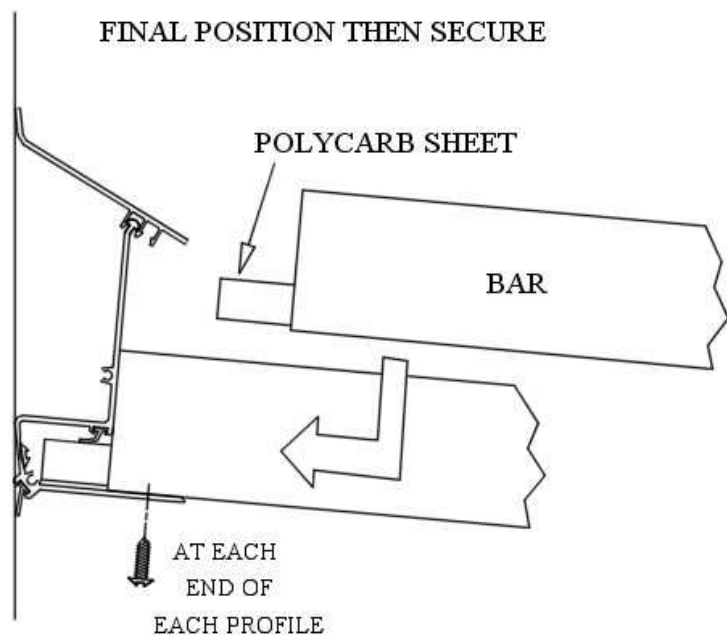 FINAL POSITION THEN SECURE
POLYCARB SHEET
BAR
AT EACH
END OF
EACH PROFILE